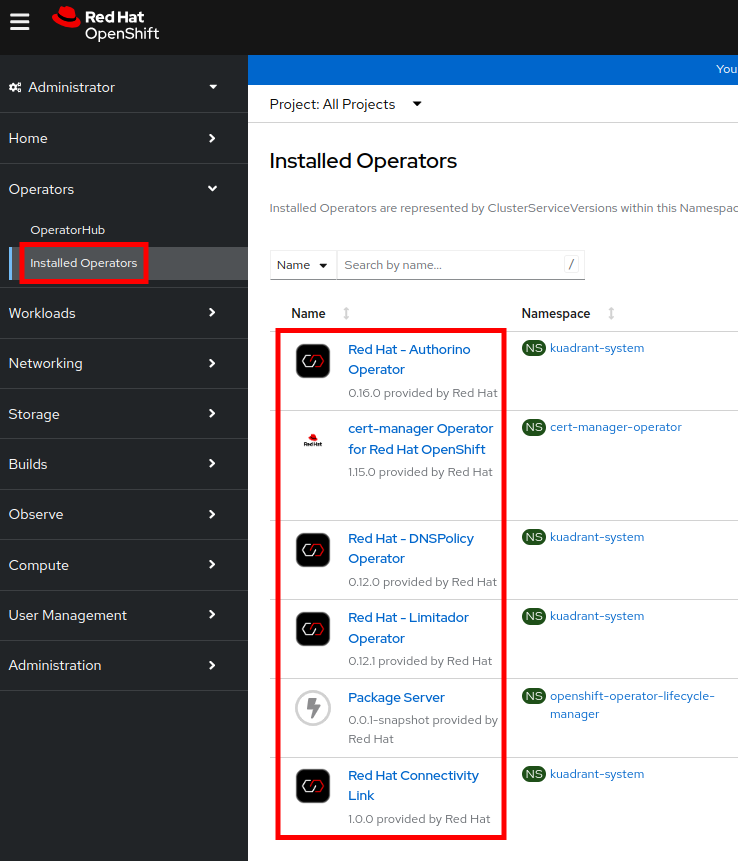 Red Hat
OpenShift
Administrator
Home
Operators
OperatorHub
Installed Operators
Workloads
Networking
Storage
Builds
Observe
Compute
User Management
Administration
You
Project: All Projects
Installed Operators
Installed Operators are represented by ClusterServiceVersions within this Namespac
Name
Search by name...
/
Name
Namespace
Red Hat - Authorino
Operator
0.16.0 provided by Red Hat
NS kuadrant-system
Red Hat
cert-manager Operator
for Red Hat OpenShift
1.15.0 provided by Red Hat
NS cert-manager-operator
Red Hat - DNSPolicy
Operator
0.12.0 provided by Red Hat
NS kuadrant-system
Red Hat - Limitador
Operator
0.12.1 provided by Red Hat
NS kuadrant-system
Package Server
0.0.1-snapshot provided by
Red Hat
NS openshift-operator-lifecycle-
manager
Red Hat Connectivity
Link
1.0.0 provided by Red Hat
NS kuadrant-system